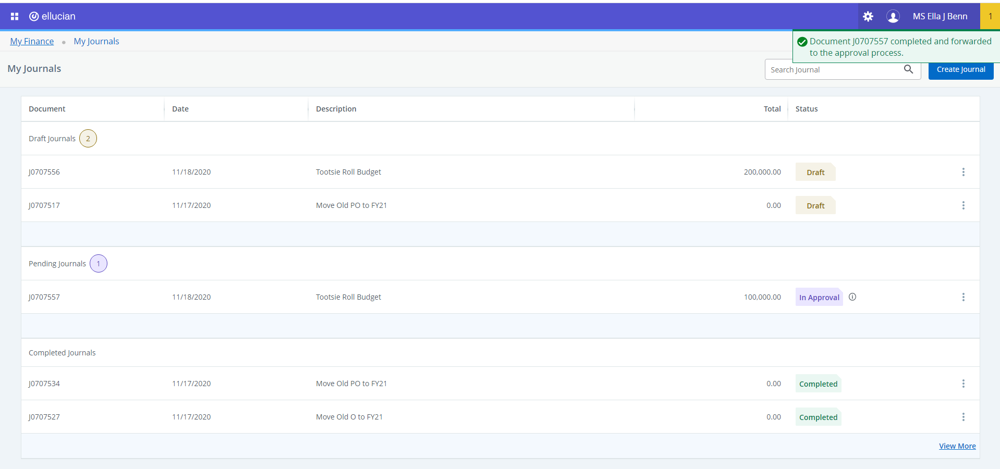 ellucian
MS Ella J Benn
1
My Finance
My Journals
Document J0707557 completed and forwarded
to the approval process.
My Journals
Search Journal
Create Journal
Document Date Description Total Status
Draft Journals 2
J0707556 11/18/2020 Tootsie Roll Budget 200,000.00 Draft
J0707517 11/17/2020 Move Old PO to FY21 0.00 Draft
Pending Journals 1
J0707557 11/18/2020 Tootsie Roll Budget 100,000.00 In Approval
Completed Journals
J0707534 11/17/2020 Move Old PO to FY21 0.00 Completed
J0707527 11/17/2020 Move Old O to FY21 0.00 Completed
View More